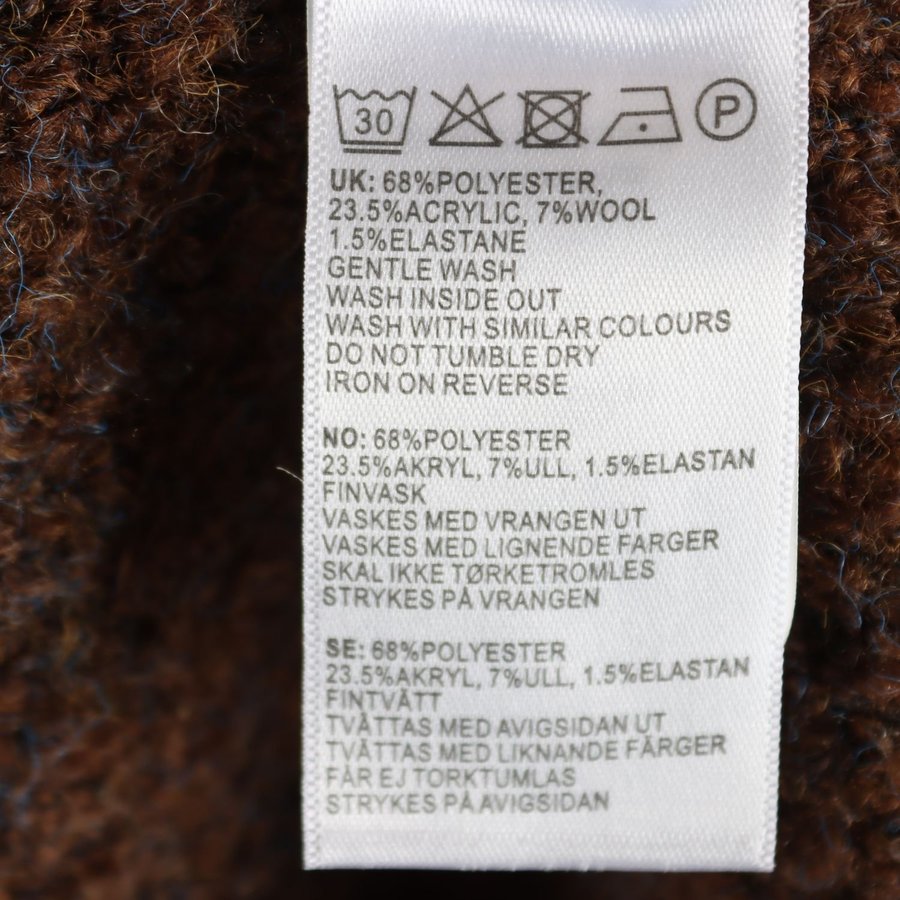 30 P
UK: 68%POLYESTER,
23.5%ACRYLIC, 7%WOOL
1.5%ELASTANE
GENTLE WASH
WASH INSIDE OUT
WASH WITH SIMILAR COLOURS
DO NOT TUMBLE DRY
IRON ON REVERSE
NO: 68%POLYESTER
23.5%AKRYL, 7%ULL, 1.5%ELASTAN
FINVASK
VASKES MED VRANGEN UT
VASKES MED LIGNENDE FARGER
SKAL IKKE TØRKETROMLES
STRYKES PÅ VRANGEN
SE: 68%POLYESTER
23.5%AKRYL, 7%ULL, 1.5%ELASTAN
FINTVÄTT
TVÄTTAS MED AVIGSIDAN UT
TVÄTTAS MED LIKNANDE FÄRGER
FÅR EJ TORKTUMLAS
STRYKES PÅ AVIGSIDAN